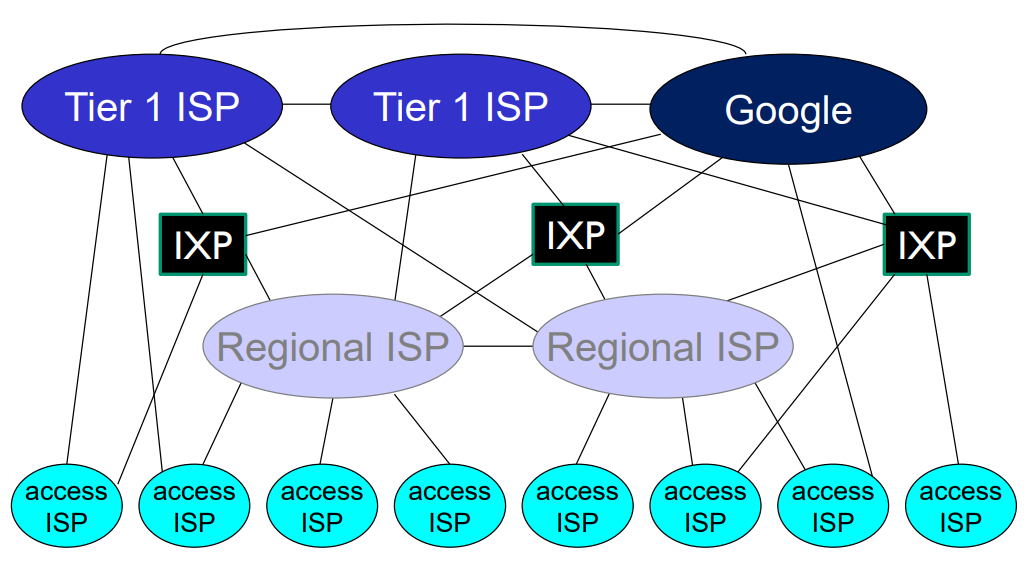 Tier 1 ISP
Tier 1 ISP
Google
IXP
IXP
IXP
Regional ISP
Regional ISP
access
ISP
access
ISP
access
ISP
access
ISP
access
ISP
access
ISP
access
ISP
access
ISP